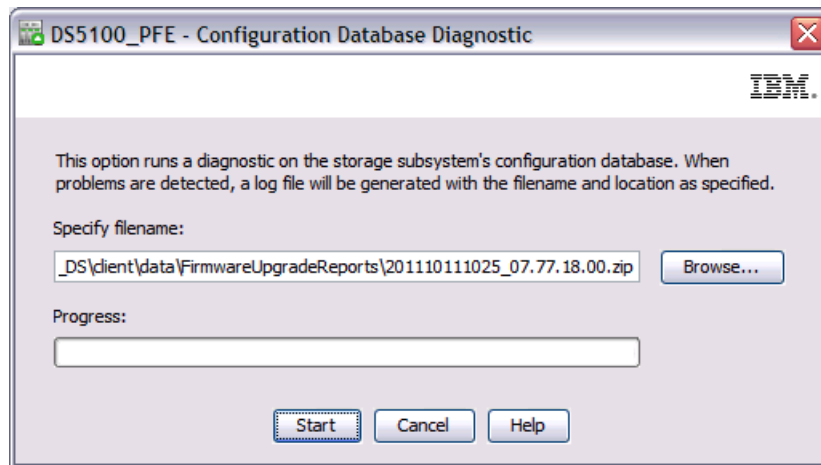 DS5100_PFE - Configuration Database Diagnostic
IBM.
This option runs a diagnostic on the storage subsystem's configuration database. When
problems are detected, a log file will be generated with the filename and location as specified.
Specify filename:
_DS\client\data\FirmwareUpgradeReports\201110111025_07.77.18.00.zip
Browse...
Progress:
Start
Cancel
Help